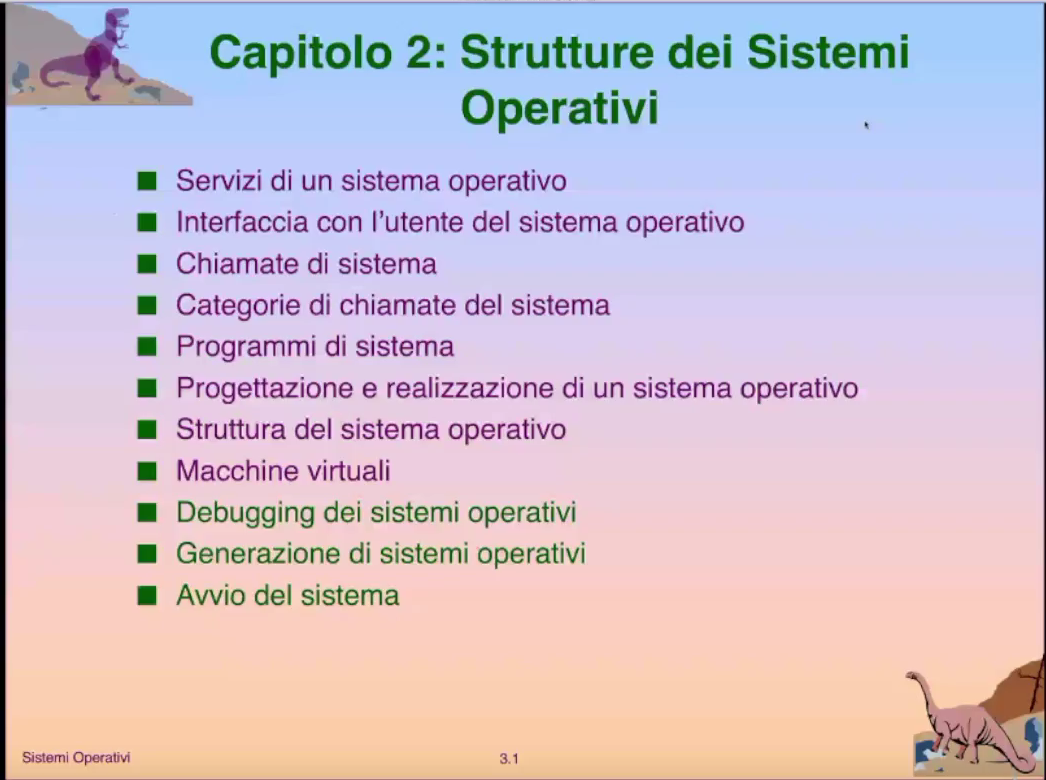 Capitolo 2: Strutture dei Sistemi
Operativi
Servizi di un sistema operativo
Interfaccia con l'utente del sistema operativo
Chiamate di sistema
Categorie di chiamate del sistema
Programmi di sistema
Progettazione e realizzazione di un sistema operativo
Struttura del sistema operativo
Macchine virtuali
Debugging dei sistemi operativi
Generazione di sistemi operativi
Avvio del sistema
Sistemi Operativi
3.1